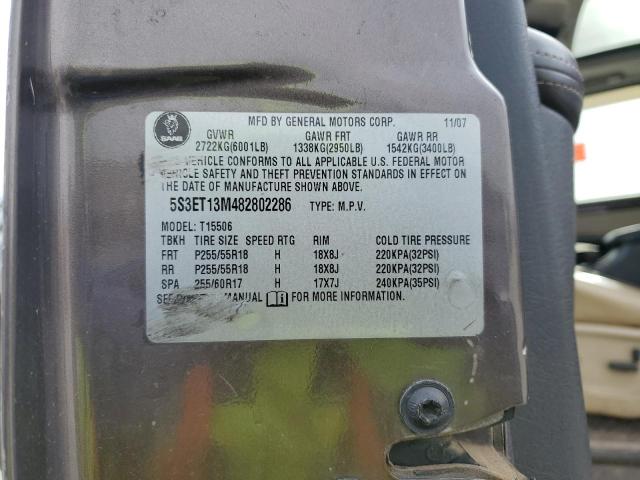 MFD BY GENERAL MOTORS CORP. 11/07
SAAB
GVWR GAWR FRT GAWR RR
2722KG(6001LB) 1338KG(2950LB) 1542KG(3400LB)
VEHICLE CONFORMS TO ALL APPLICABLE U.S. FEDERAL MOTOR
VEHICLE SAFETY AND THEFT PREVENTION STANDARDS IN EFFECT ON
THE DATE OF MANUFACTURE SHOWN ABOVE.
5S3ET13M482802286 TYPE: M.P.V.
MODEL: T15506
TBKH TIRE SIZE SPEED RTG RIM COLD TIRE PRESSURE
FRT P255/55R18 H 18X8J 220KPA(32PSI)
RR P255/55R18 H 18X8J 220KPA(32PSI)
SPA 255/60R17 H 17X7J 240KPA(35PSI)
SEE MANUAL FOR MORE INFORMATION.